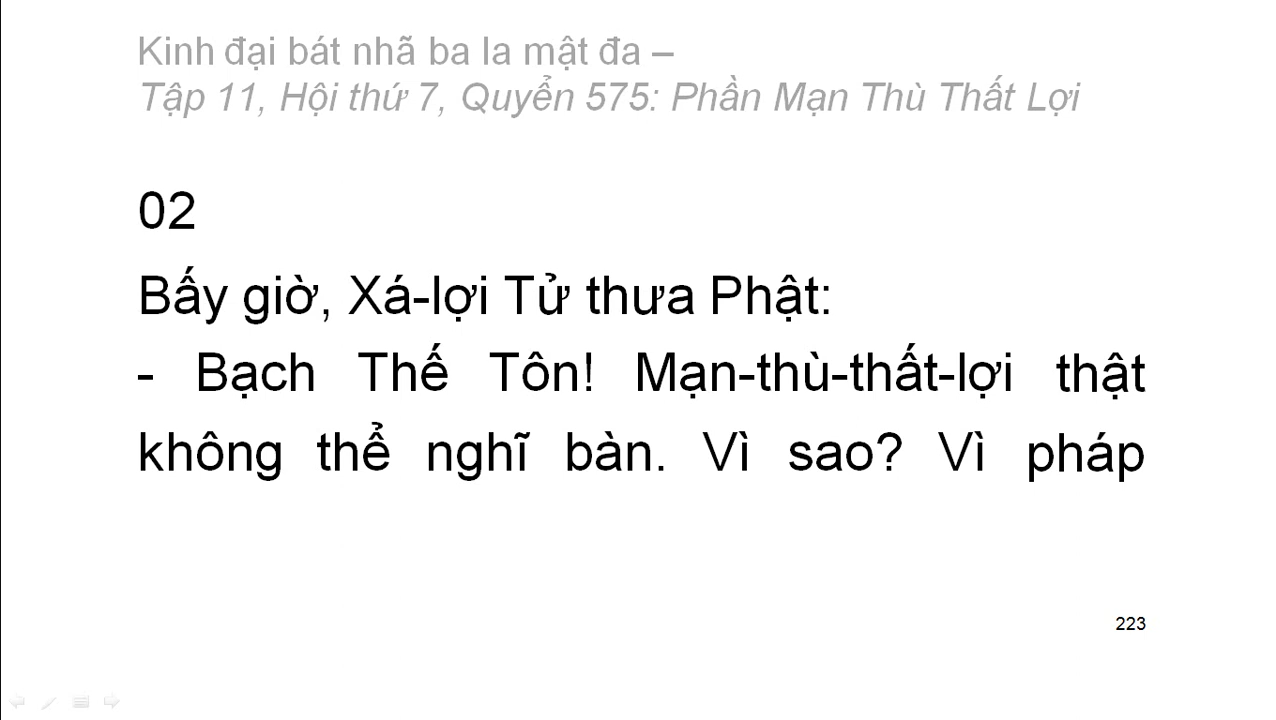 Kinh đại bát nhã ba la mật đa –
Tập 11, Hội thứ 7, Quyển 575: Phần Mạn Thù Thất Lợi
02
Bấy giờ, Xá-lợi Tử thưa Phật:
- Bạch Thế Tôn! Mạn-thù-thất-lợi thật
không thể nghĩ bàn. Vì sao? Vì pháp
223